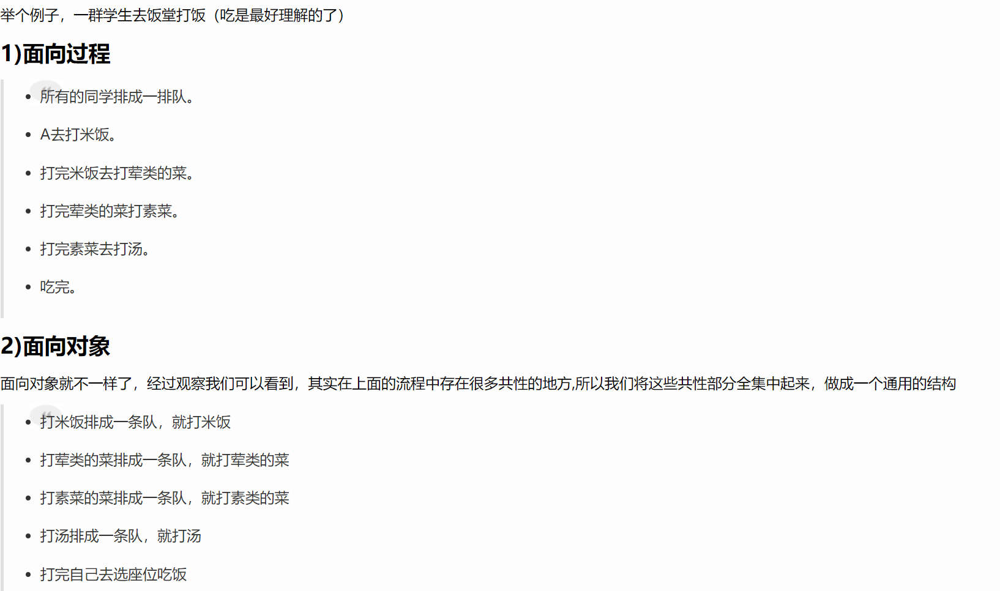 举个例子，一群学生去饭堂打饭（吃是最好理解的了）
1)面向过程
所有的同学排成一排队。
A去打米饭。
打完米饭去打荤类的菜。
打完荤类的菜打素菜。
打完素菜去打汤。
吃完。
2)面向对象
面向对象就不一样了，经过观察我们可以看到，其实在上面的流程中存在很多共性的地方,所以我们将这些共性部分全集中起来，做成一个通用的结构
打米饭排成一条队，就打米饭
打荤类的菜排成一条队，就打荤类的菜
打素菜的菜排成一条队，就打素类的菜
打汤排成一条队，就打汤
打完自己去选座位吃饭